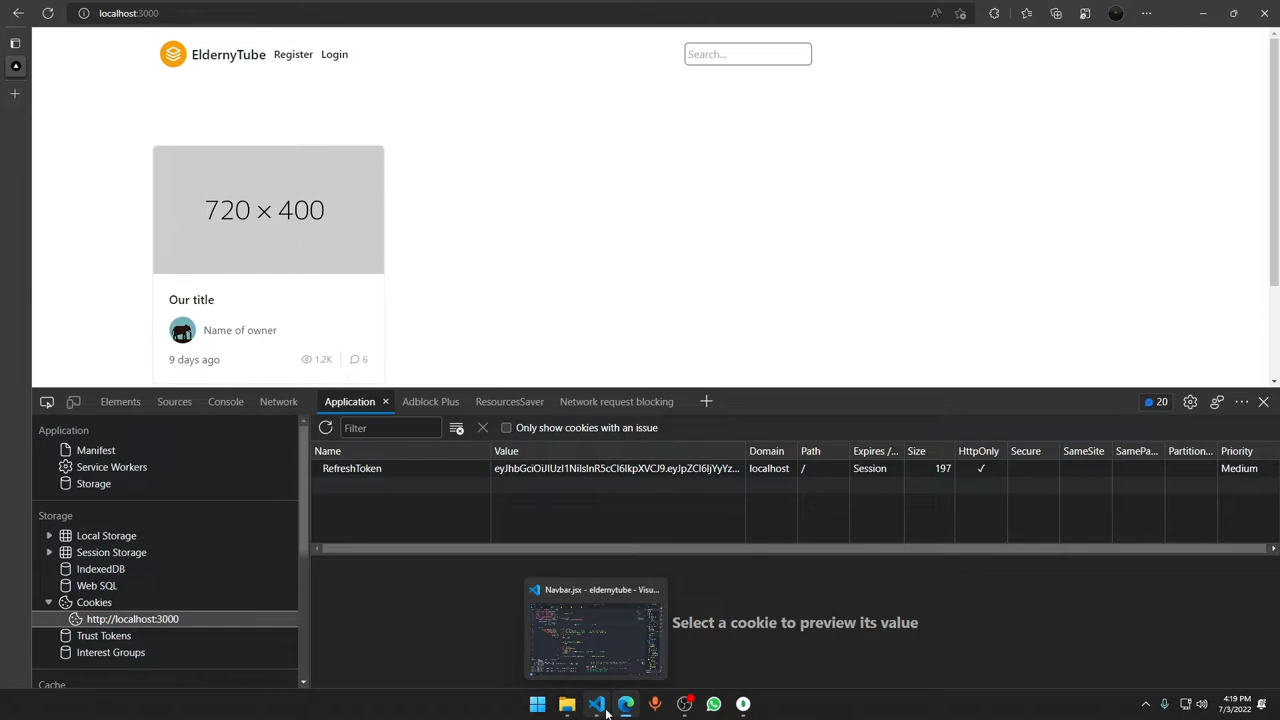 localhost:3000
EldernyTube Register Login Search...
720 × 400
Our title
Name of owner
9 days ago 1.2K 6
Elements Sources Console Network Application Adblock Plus ResourcesSaver Network request blocking 20
Application
Manifest
Service Workers
Storage
Storage
Local Storage
Session Storage
IndexedDB
Web SQL
Cookies
http://localhost:3000
Trust Tokens
Interest Groups
Cache
Filter Only show cookies with an issue
Name Value Domain Path Expires /... Size HttpOnly Secure SameSite SamePa... Partition... Priority
RefreshToken localhost / Session 197 ✓ Medium
Navbar.jsx - eldernytube - Visu...
Select a cookie to preview its value
4:19 PM
7/3/2022